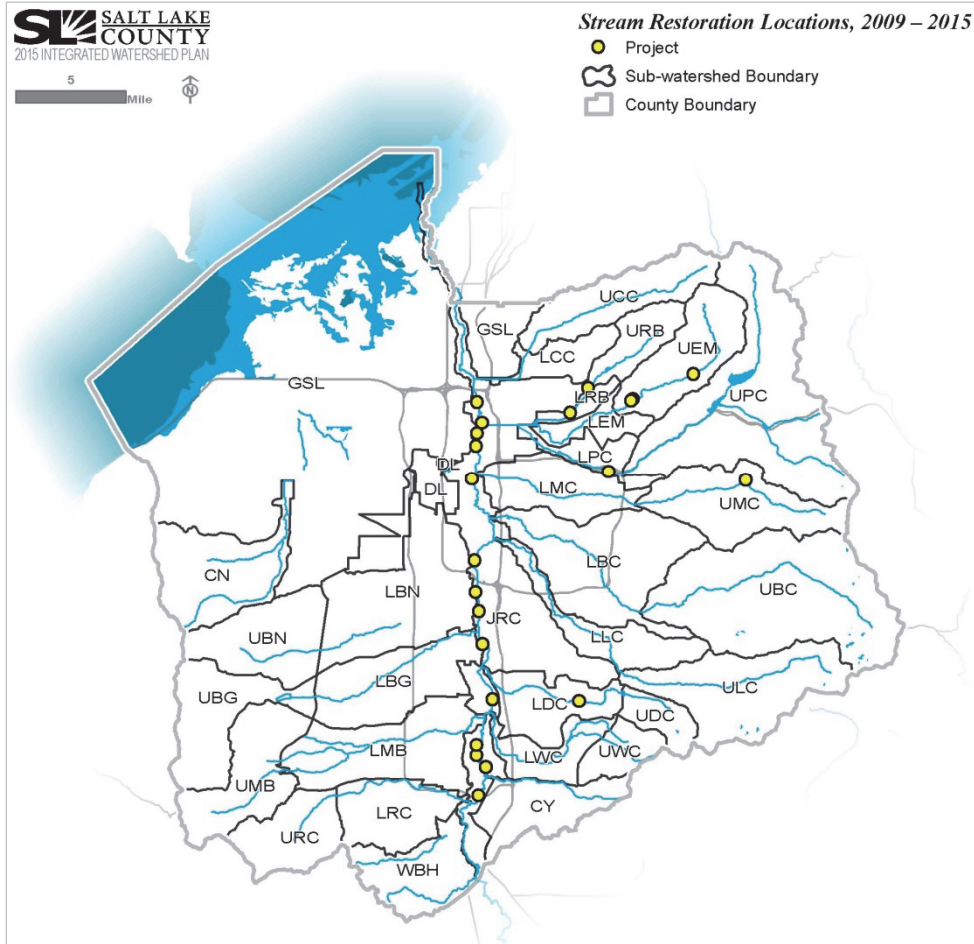 SL SALT LAKE
COUNTY
2015 INTEGRATED WATERSHED PLAN
5
Mile
N
Stream Restoration Locations, 2009 – 2015
Project
Sub-watershed Boundary
County Boundary
UCC
GSL
URB
LCC
UEM
GSL
LRB
UPC
LEM
LPC
DL
DL
LMC
UMC
LBC
CN
LBN
UBC
JRC
UBN
LLC
LBG
ULC
UBG
LDC
UDC
LMB
LWC
UWC
UMB
CY
LRC
URC
WBH